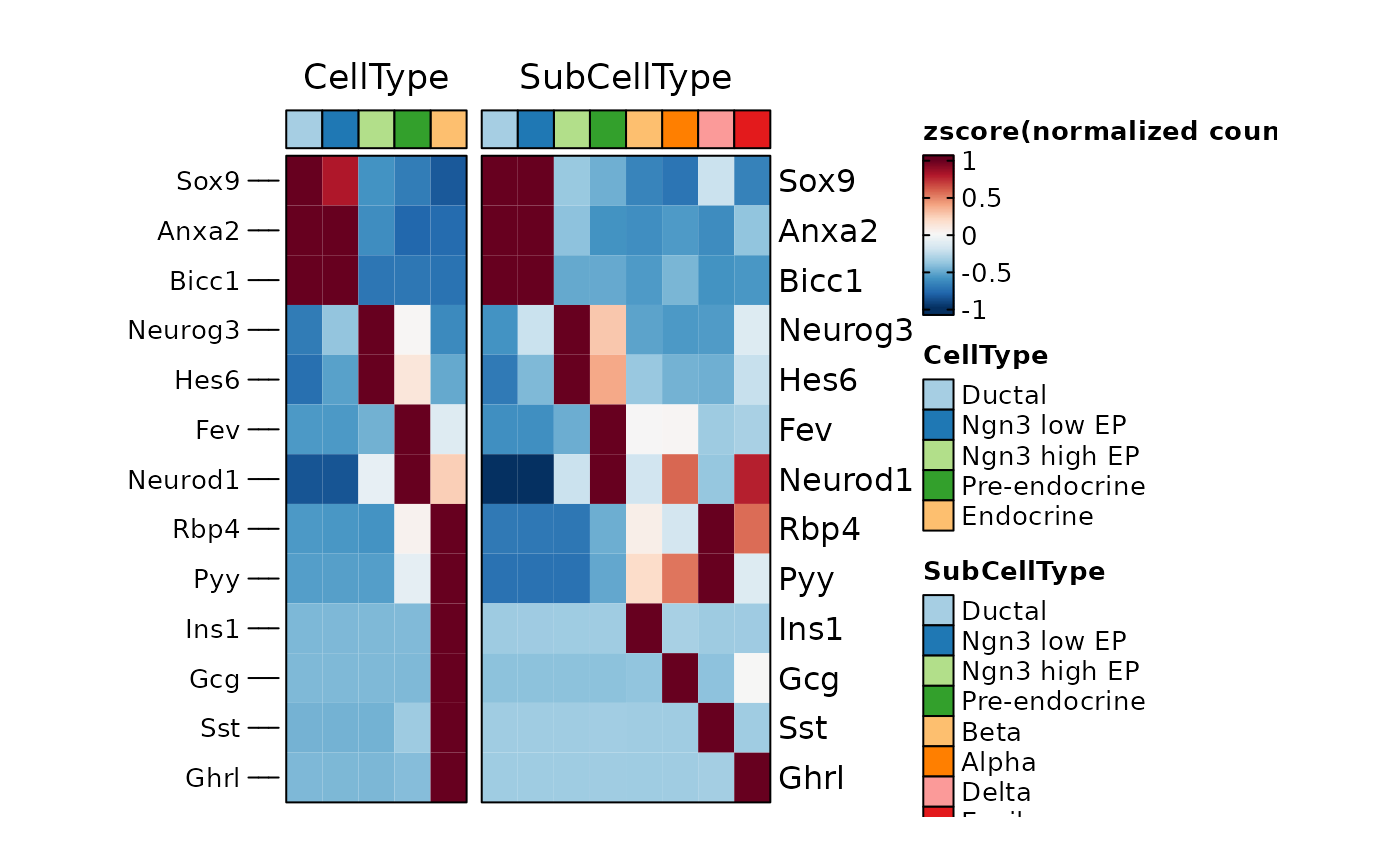 CellType
SubCellType
Sox9
Anxa2
Bicc1
Neurog3
Hes6
Fev
Neurod1
Rbp4
Pyy
Ins1
Gcg
Sst
Ghrl
Sox9
Anxa2
Bicc1
Neurog3
Hes6
Fev
Neurod1
Rbp4
Pyy
Ins1
Gcg
Sst
Ghrl
zscore(normalized coun
1
0.5
0
-0.5
-1
CellType
Ductal
Ngn3 low EP
Ngn3 high EP
Pre-endocrine
Endocrine
SubCellType
Ductal
Ngn3 low EP
Ngn3 high EP
Pre-endocrine
Beta
Alpha
Delta